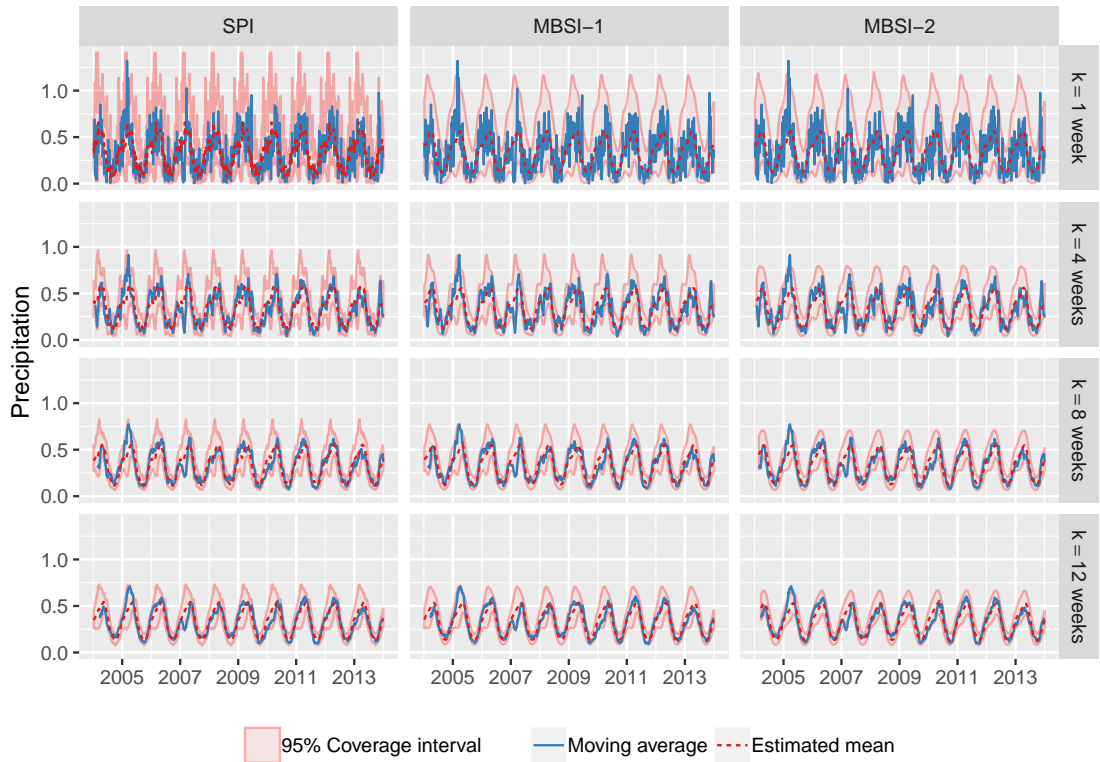 SPI
MBSI−1
MBSI−2
Precipitation
1.0
0.5
0.0
k = 1 week
1.0
0.5
0.0
k = 4 weeks
1.0
0.5
0.0
k = 8 weeks
1.0
0.5
0.0
k = 12 weeks
2005 2007 2009 2011 2013
2005 2007 2009 2011 2013
2005 2007 2009 2011 2013
95% Coverage interval
Moving average
Estimated mean